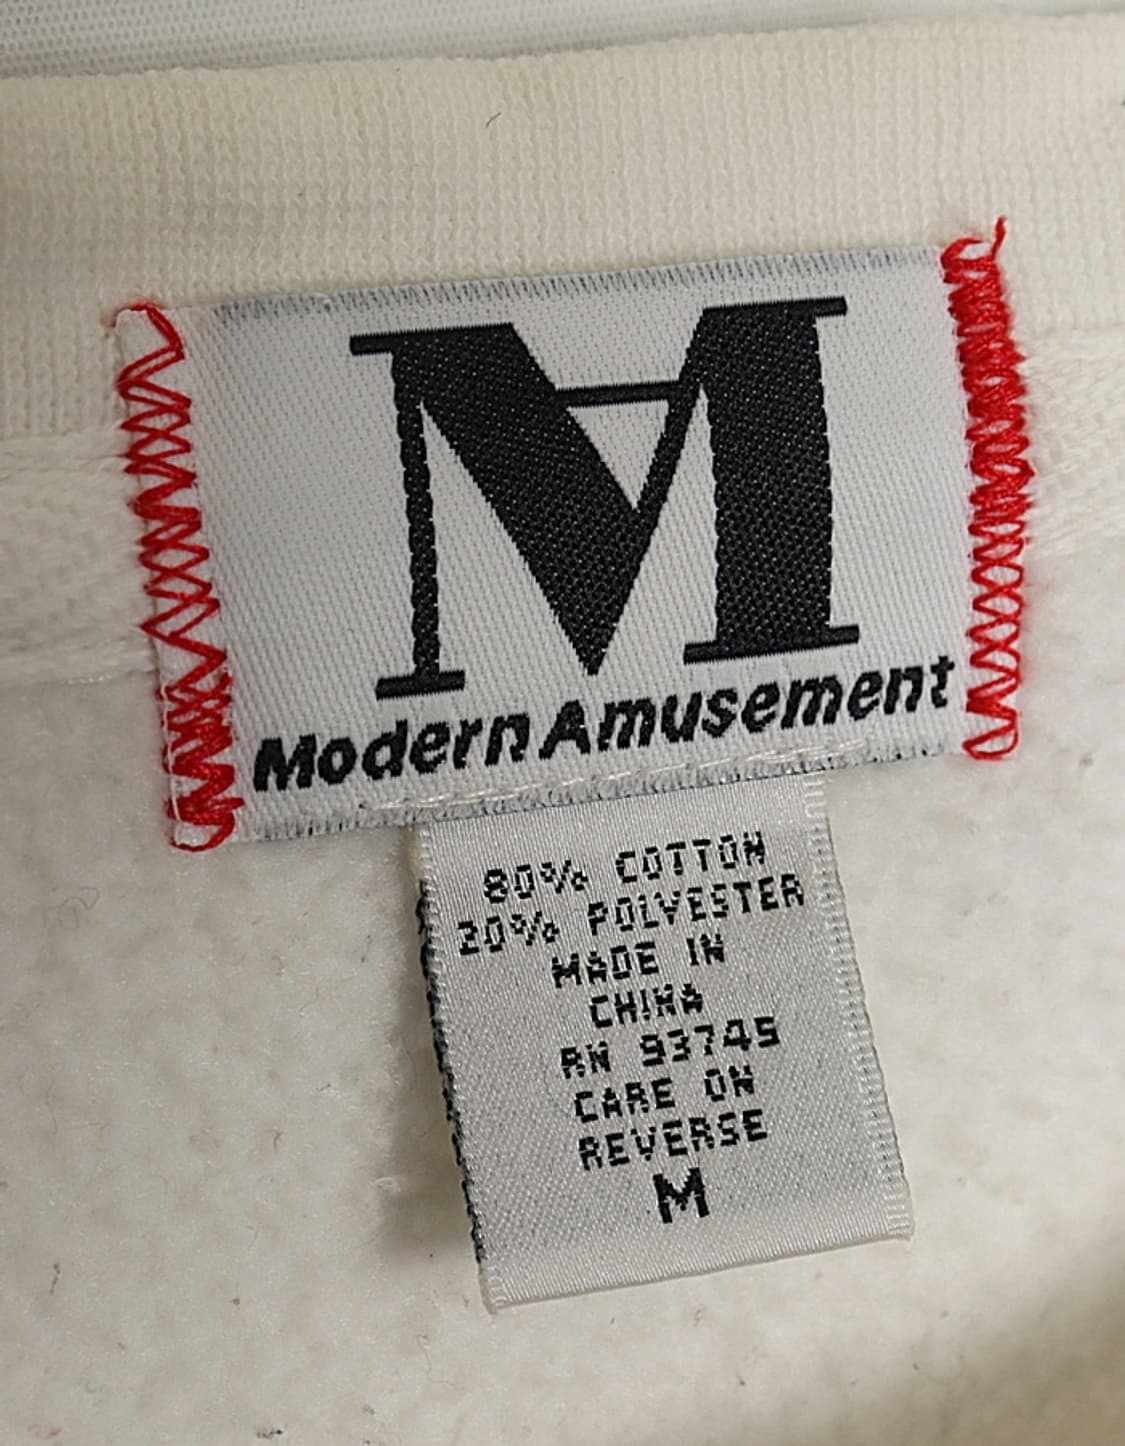 M
Modern Amusement
80% COTTON
20% POLYESTER
MADE IN
CHINA
RN 93745
CARE ON
REVERSE
M